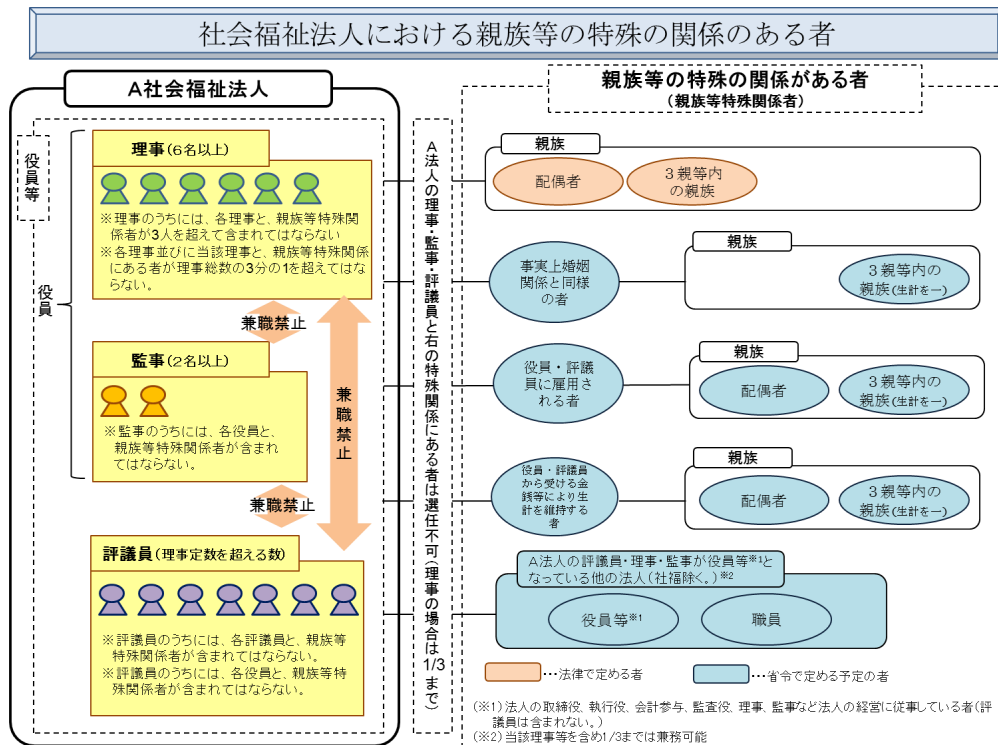 社会福祉法人における親族等の特殊の関係のある者
A社会福祉法人
役員等
役員
理事(6名以上)
※理事のうちには、各理事と、親族等特殊関
係者が3人を超えて含まれてはならない
※各理事並びに当該理事と、親族等特殊関係
にある者が理事総数の3分の1を超えてはな
らない。
兼職禁止
監事(2名以上)
※監事のうちには、各役員と、
親族等特殊関係者が含まれ
てはならない。
兼職禁止
兼職禁止
評議員(理事定数を超える数)
※評議員のうちには、各評議員と、親族等
特殊関係者が含まれてはならない。
※評議員のうちには、各役員と、親族等特
殊関係者が含まれてはならない。
A法人の理事・監事・評議員と右の特殊関係にある者は選任不可(理事の場合は1/3まで)
親族等の特殊の関係がある者
(親族等特殊関係者)
親族
配偶者
3親等内
の親族
事実上婚姻
関係と同様
の者
親族
3親等内の
親族(生計を一)
役員・評議
員に雇用さ
れる者
親族
配偶者
3親等内の
親族(生計を一)
役員・評議員
から受ける金
銭等により生
計を維持する
者
親族
配偶者
3親等内の
親族(生計を一)
A法人の評議員・理事・監事が役員等※1と
なっている他の法人(社福除く。)※2
役員等※1
職員
…法律で定める者
…省令で定める予定の者
(※1)法人の取締役、執行役、会計参与、監査役、理事、監事など法人の経営に従事している者(評
議員は含まれない。)
(※2)当該理事等を含め1/3までは兼務可能